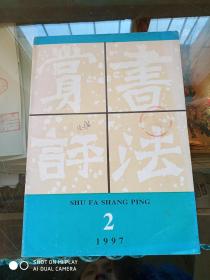 書法
賞評
SHU FA SHANG PING
2
1997
SHOT ON MI PLAY
AI DUAL CAMERA